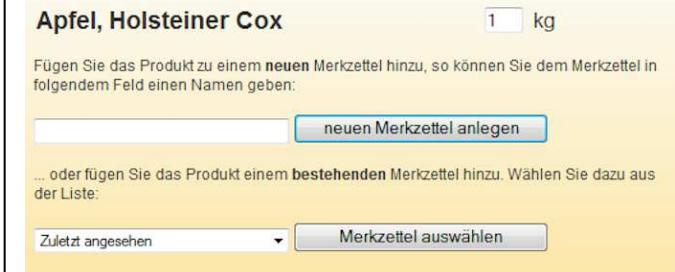 Apfel, Holsteiner Cox 1 kg
Fügen Sie das Produkt zu einem neuen Merkzettel hinzu, so können Sie dem Merkzettel in
folgendem Feld einen Namen geben:
neuen Merkzettel anlegen
... oder fügen Sie das Produkt einem bestehenden Merkzettel hinzu. Wählen Sie dazu aus
der Liste:
Zuletzt angesehen Merkzettel auswählen